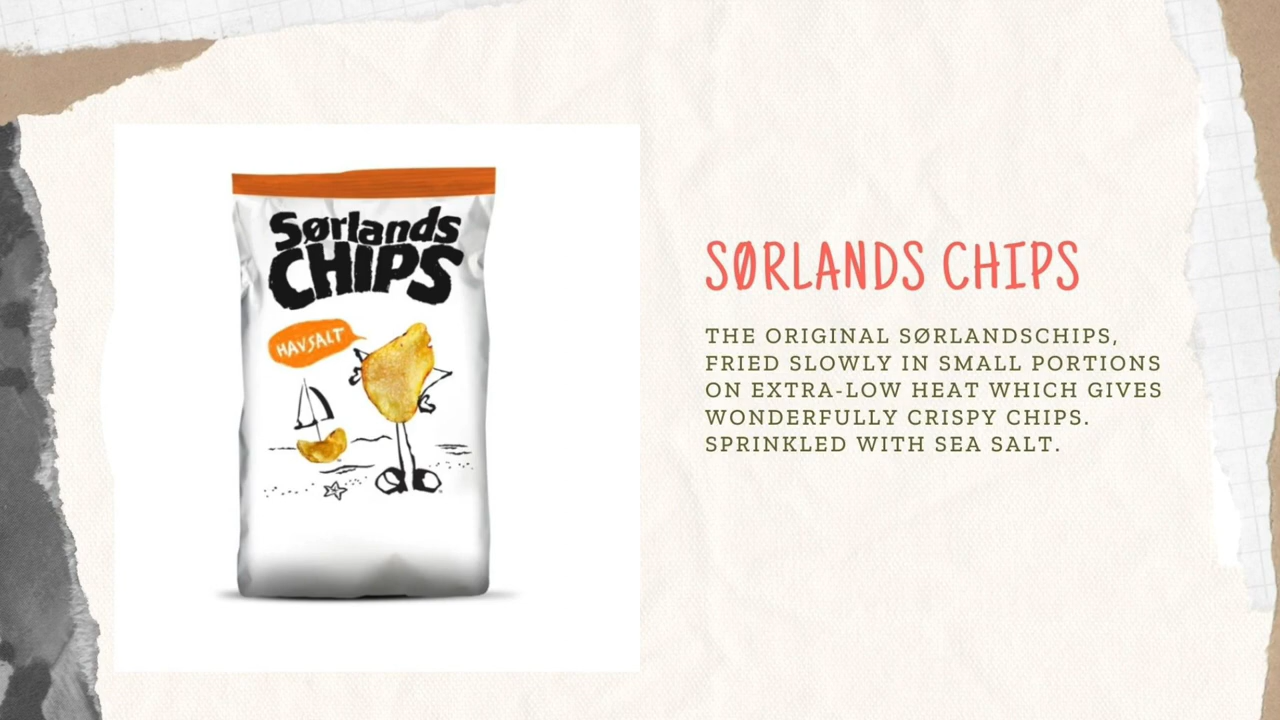 Sørlands
CHIPS
HAVSALT
SØRLANDS CHIPS
THE ORIGINAL SØRLANDSCHIPS,
FRIED SLOWLY IN SMALL PORTIONS
ON EXTRA-LOW HEAT WHICH GIVES
WONDERFULLY CRISPY CHIPS.
SPRINKLED WITH SEA SALT.